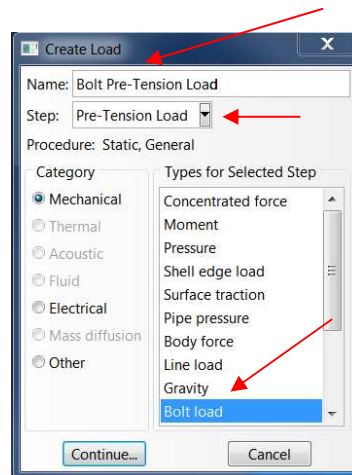 Create Load
X
Name: Bolt Pre-Tension Load
Step: Pre-Tension Load
Procedure: Static, General
Category
Mechanical
Thermal
Acoustic
Fluid
Electrical
Mass diffusion
Other
Types for Selected Step
Concentrated force
Moment
Pressure
Shell edge load
Surface traction
Pipe pressure
Body force
Line load
Gravity
Bolt load
Continue...
Cancel